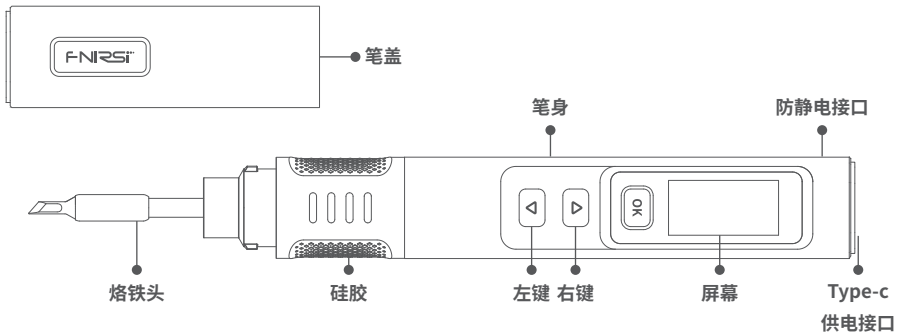 FNIRSI
笔盖
笔身
防静电接口
OK
烙铁头
硅胶
左键
右键
屏幕
Type-c
供电接口